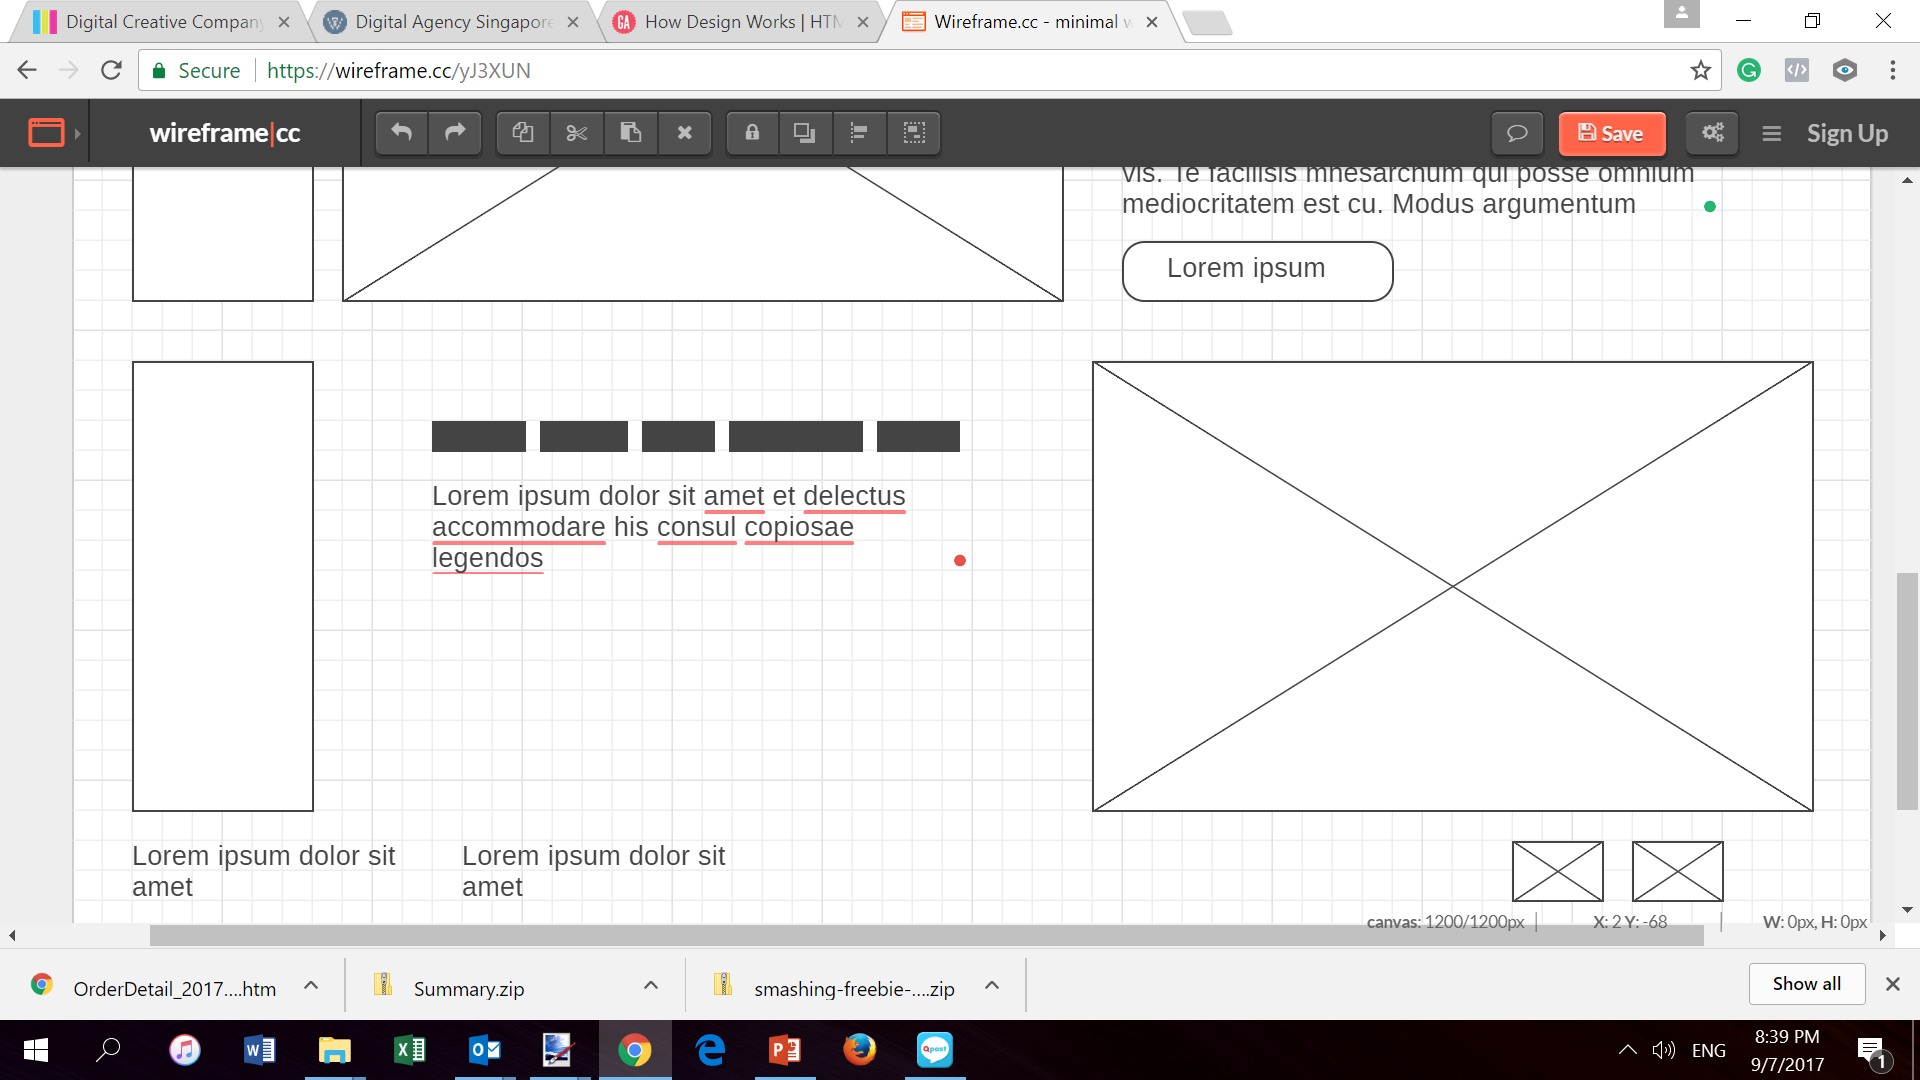 Digital Creative Company
Digital Agency Singapore
GA How Design Works | HTM
Wireframe.cc - minimal w
Secure https://wireframe.cc/yJ3XUN
wireframe|cc
Save
Sign Up
vis. Te facilisis mnesarchum qui posse omnium
mediocritatem est cu. Modus argumentum
Lorem ipsum
Lorem ipsum dolor sit amet et delectus
accommodare his consul copiosae
legendos
Lorem ipsum dolor sit
amet
Lorem ipsum dolor sit
amet
canvas: 1200/1200px | X: 2 Y: -68 | W: 0px, H: 0px
OrderDetail_2017....htm
Summary.zip
smashing-freebie-....zip
Show all
Qpost
ENG
8:39 PM
9/7/2017
1